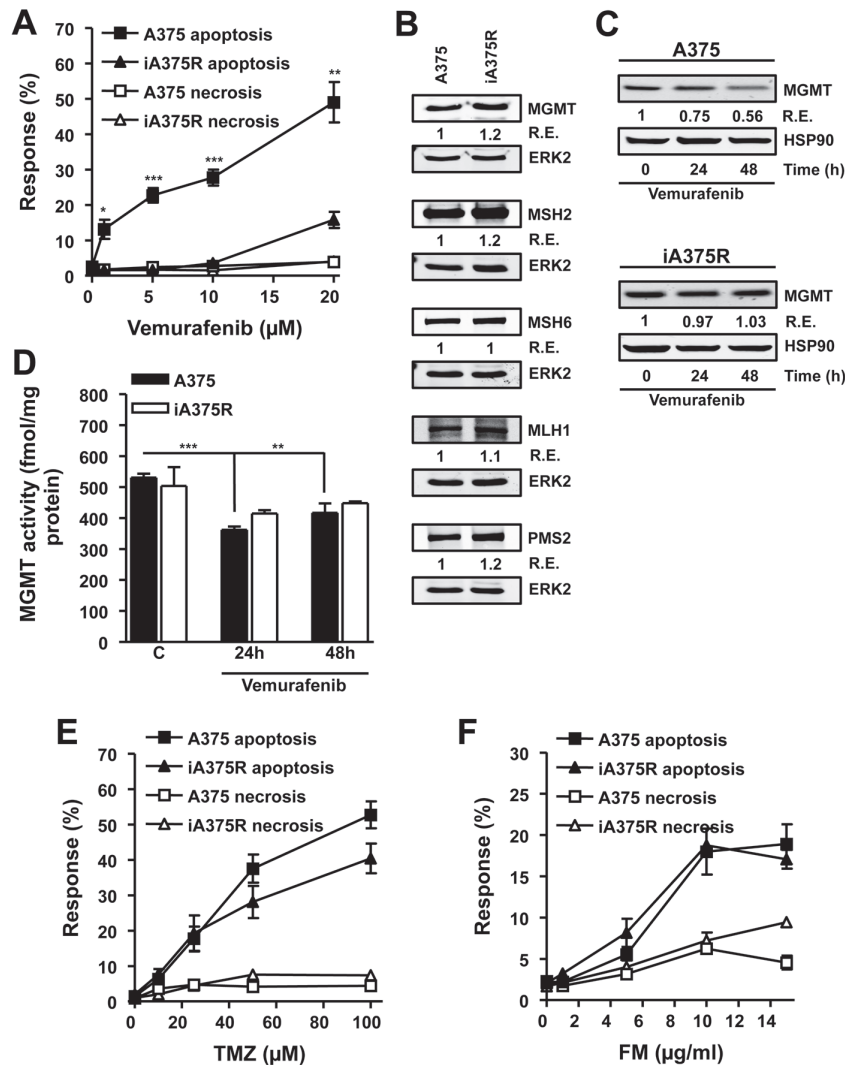 A
A375 apoptosis
iA375R apoptosis
A375 necrosis
iA375R necrosis
Response (%)
70
60
50
40
30
20
10
0
*
***
***
**
0 5 10 15 20
Vemurafenib (µM)
B
A375 iA375R
MGMT
1 1.2 R.E.
ERK2
MSH2
1 1.2 R.E.
ERK2
MSH6
1 1 R.E.
ERK2
MLH1
1 1.1 R.E.
ERK2
PMS2
1 1.2 R.E.
ERK2
C
A375
MGMT
1 0.75 0.56 R.E.
HSP90
0 24 48 Time (h)
Vemurafenib
iA375R
MGMT
1 0.97 1.03 R.E.
HSP90
0 24 48 Time (h)
Vemurafenib
D
A375
iA375R
MGMT activity (fmol/mg
protein)
800
700
600
500
400
300
200
100
0
*** **
C 24h 48h
Vemurafenib
E
A375 apoptosis
iA375R apoptosis
A375 necrosis
iA375R necrosis
Response (%)
70
60
50
40
30
20
10
0
0 20 40 60 80 100
TMZ (µM)
F
A375 apoptosis
iA375R apoptosis
A375 necrosis
iA375R necrosis
Response (%)
30
25
20
15
10
5
0
0 2 4 6 8 10 12 14
FM (µg/ml)